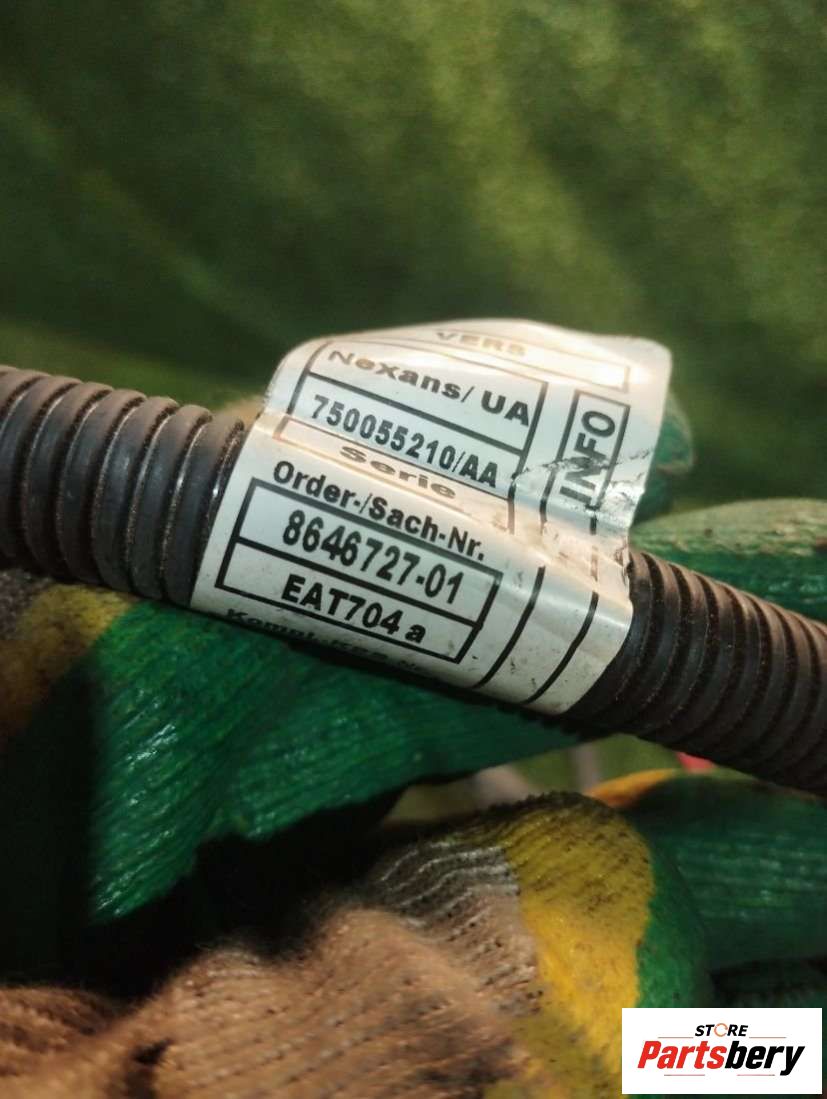 VERS
Nexans/ UA
750055210/AA
Serie
INFO
Order-/Sach-Nr.
8646727-01
EAT704 a
STORE
Partsbery